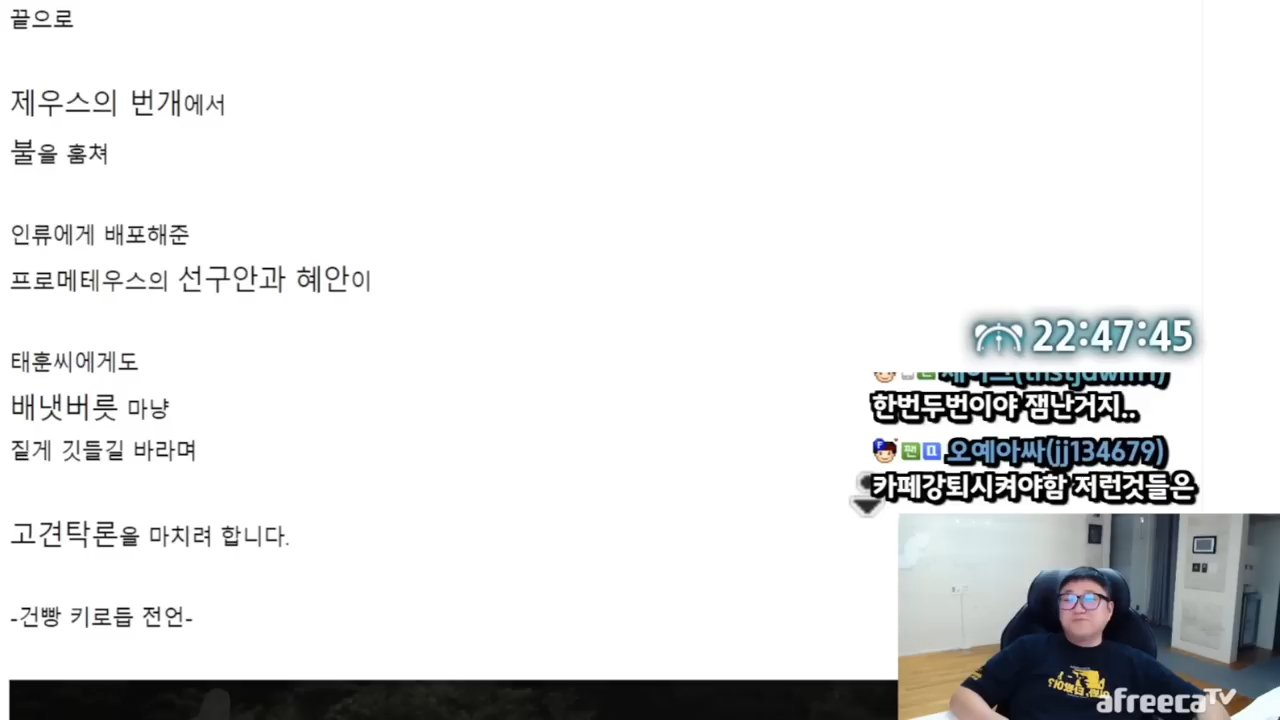 끝으로
제우스의 번개에서
불을 훔쳐
인류에게 배포해준
프로메테우스의 선구안과 혜안이
태훈씨에게도
배냇버릇 마냥
짙게 깃들길 바라며
고견탁론을 마치려 합니다.
-건빵 키로듭 전언-
22:47:45
한번두번이야 잼난거지..
오예아싸(jj134679)
카페강퇴시켜야함 저런것들은
afreecaTV